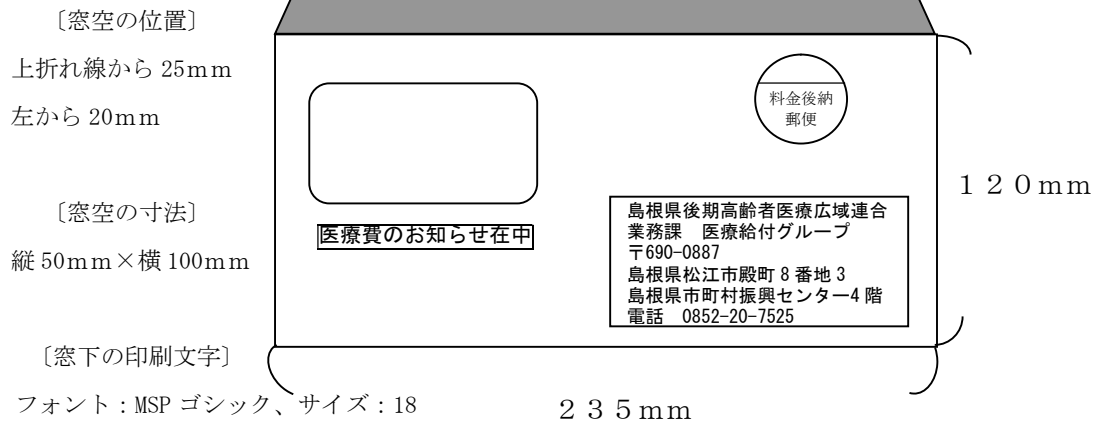 〔窓空の位置〕
上折れ線から 25mm
左から 20mm
〔窓空の寸法〕
縦 50mm×横 100mm
〔窓下の印刷文字〕
フォント：MSP ゴシック、サイズ：18
料金後納
郵便
医療費のお知らせ在中
島根県後期高齢者医療広域連合
業務課　医療給付グループ
〒690-0887
島根県松江市殿町 8 番地 3
島根県市町村振興センター4 階
電話　0852-20-7525
１２０mm
２３５mm